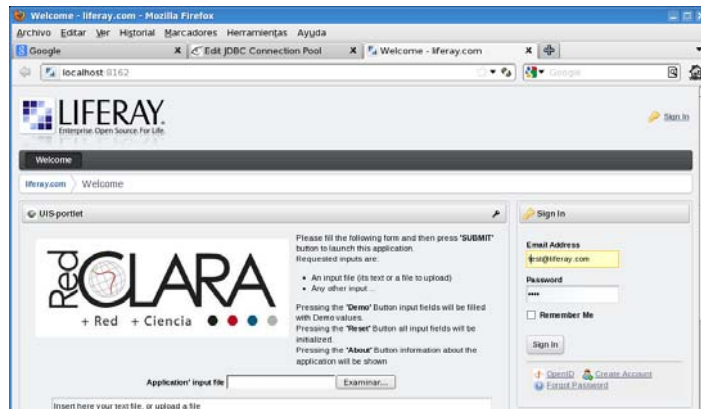 Welcome - liferay.com - Mozilla Firefox
Archivo Editar Ver Historial Marcadores Herramientas Ayuda
Google
Edit JDBC Connection Pool
Welcome - liferay.com
localhost:8162
Google
LIFERAY.
Enterprise. Open Source. For Life.
Sign In
Welcome
liferay.com Welcome
UIS-portlet
Red CLARA
+ Red + Ciencia
Please fill the following form and then press "SUBMIT"
button to launch this application.
Requested inputs are:
An input file (its text or a file to upload)
Any other input ...
Pressing the "Demo" Button input fields will be filled
with Demo values.
Pressing the "Reset" Button all input fields will be
initialized.
Pressing the "About" Button information about the
application will be shown
Application' input file Examinar...
Insert here your text file, or upload a file
Sign In
Email Address
test@liferay.com
Password
••••
Remember Me
Sign In
OpenID Create Account
Forgot Password